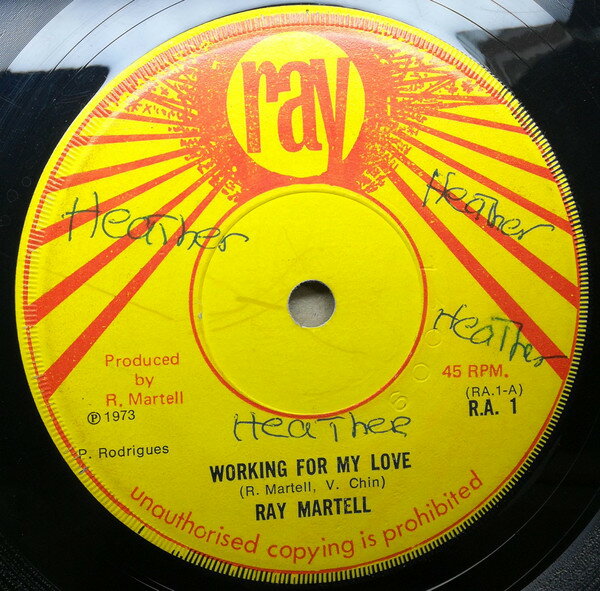 ray
Heather
Heather
Heather
Produced
by
R. Martell
℗ 1973
45 RPM.
(RA.1-A)
R.A. 1
Heather
P. Rodrigues
WORKING FOR MY LOVE
(R. Martell, V. Chin)
RAY MARTELL
unauthorised copying is prohibited